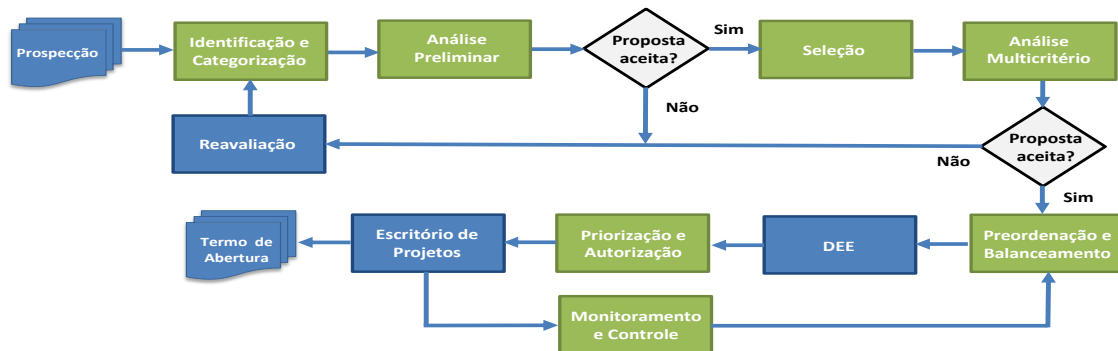 Prospecção
Identificação e
Categorização
Análise
Preliminar
Proposta
aceita?
Sim
Seleção
Análise
Multicritério
Não
Reavaliação
Não
Proposta
aceita?
Sim
Termo de
Abertura
Escritório de
Projetos
Priorização e
Autorização
DEE
Preordenação e
Balanceamento
Monitoramento
e Controle